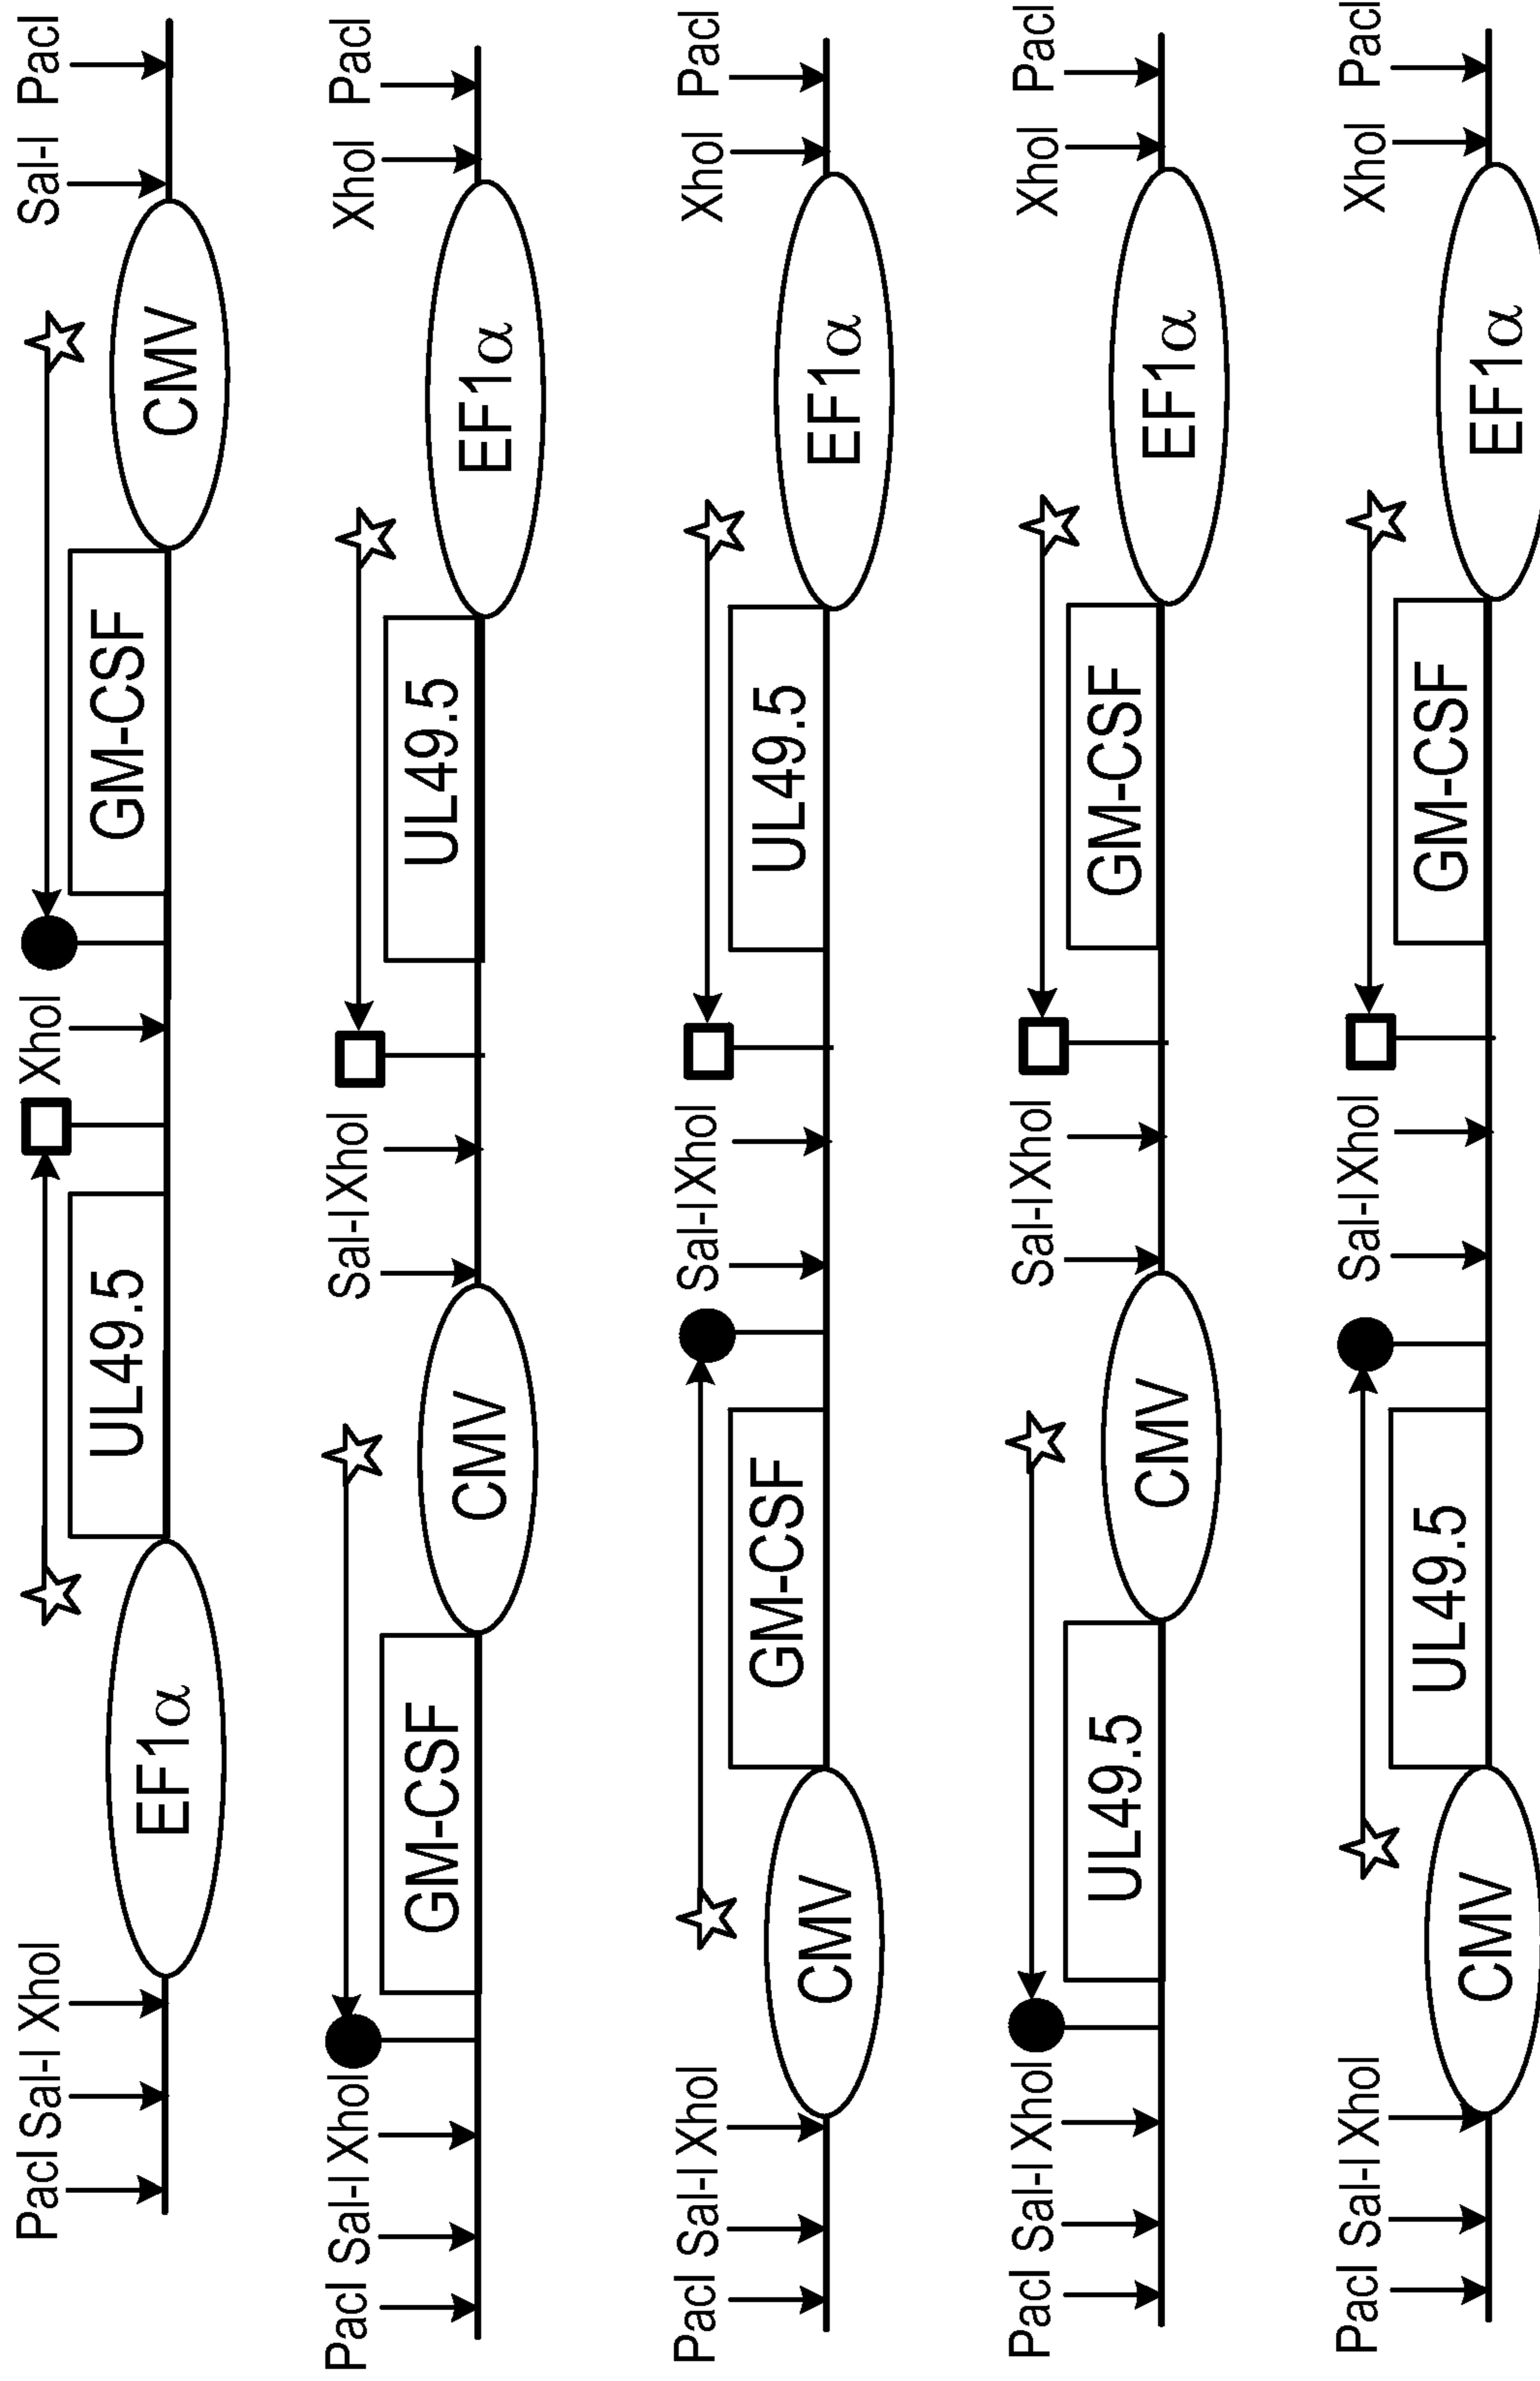 PacI Sal-I XhoI XhoI Sal-I PacI
UL49.5 GM-CSF
EF1α CMV
PacI Sal-I XhoI Sal-I XhoI XhoI PacI
GM-CSF UL49.5
CMV EF1α
PacI Sal-I XhoI Sal-I XhoI XhoI PacI
GM-CSF UL49.5
CMV EF1α
PacI Sal-I XhoI Sal-I XhoI XhoI PacI
UL49.5 GM-CSF
CMV EF1α
PacI Sal-I XhoI Sal-I XhoI XhoI PacI
UL49.5 GM-CSF
CMV EF1α